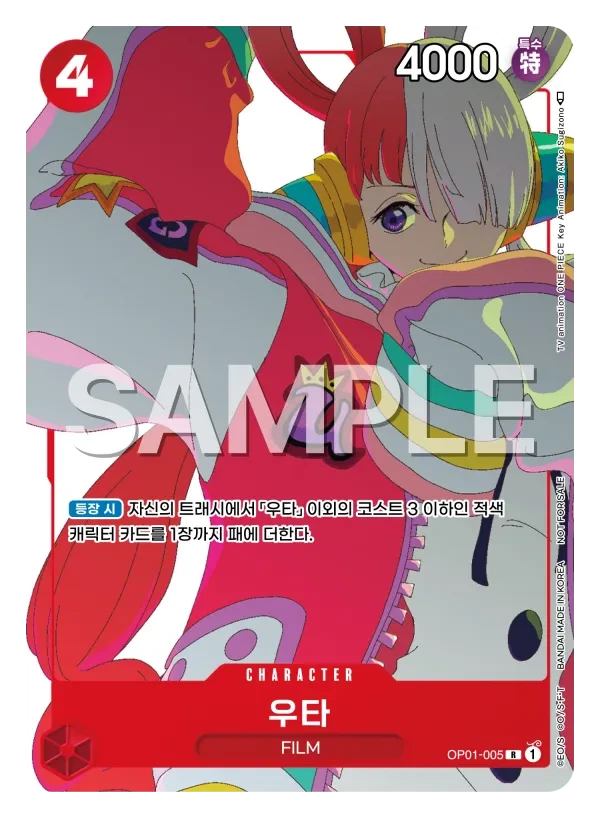 4
4000
특수
特
TV animation ONE PIECE Key Animation: Akiko Sugizono
SAMPLE
등장 시 자신의 트래시에서 「우타」 이외의 코스트 3 이하인 적색
캐릭터 카드를 1장까지 패에 더한다.
©EO/S ©O/S·F·T BANDAI MADE IN KOREA NOT FOR SALE
CHARACTER
우타
FILM
OP01-005 R 1